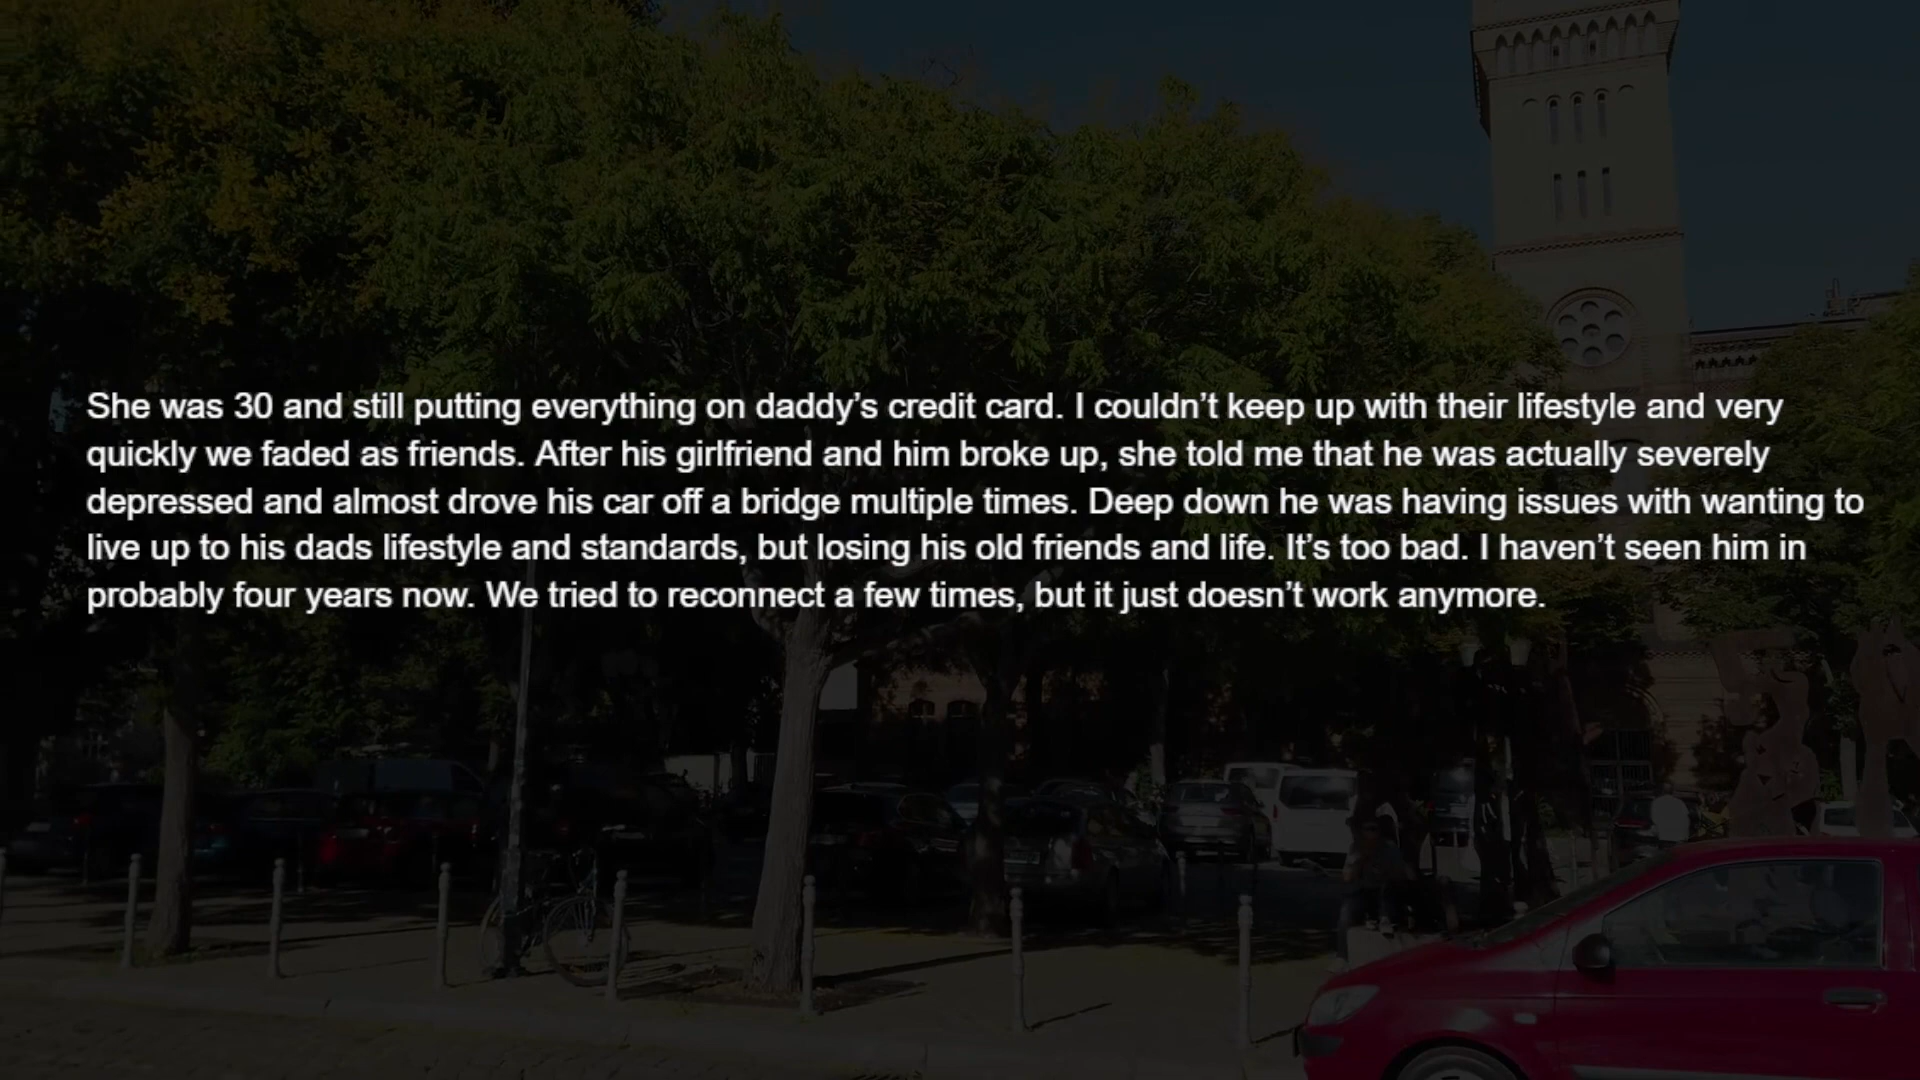 She was 30 and still putting everything on daddy’s credit card. I couldn’t keep up with their lifestyle and very
quickly we faded as friends. After his girlfriend and him broke up, she told me that he was actually severely
depressed and almost drove his car off a bridge multiple times. Deep down he was having issues with wanting to
live up to his dads lifestyle and standards, but losing his old friends and life. It’s too bad. I haven’t seen him in
probably four years now. We tried to reconnect a few times, but it just doesn’t work anymore.